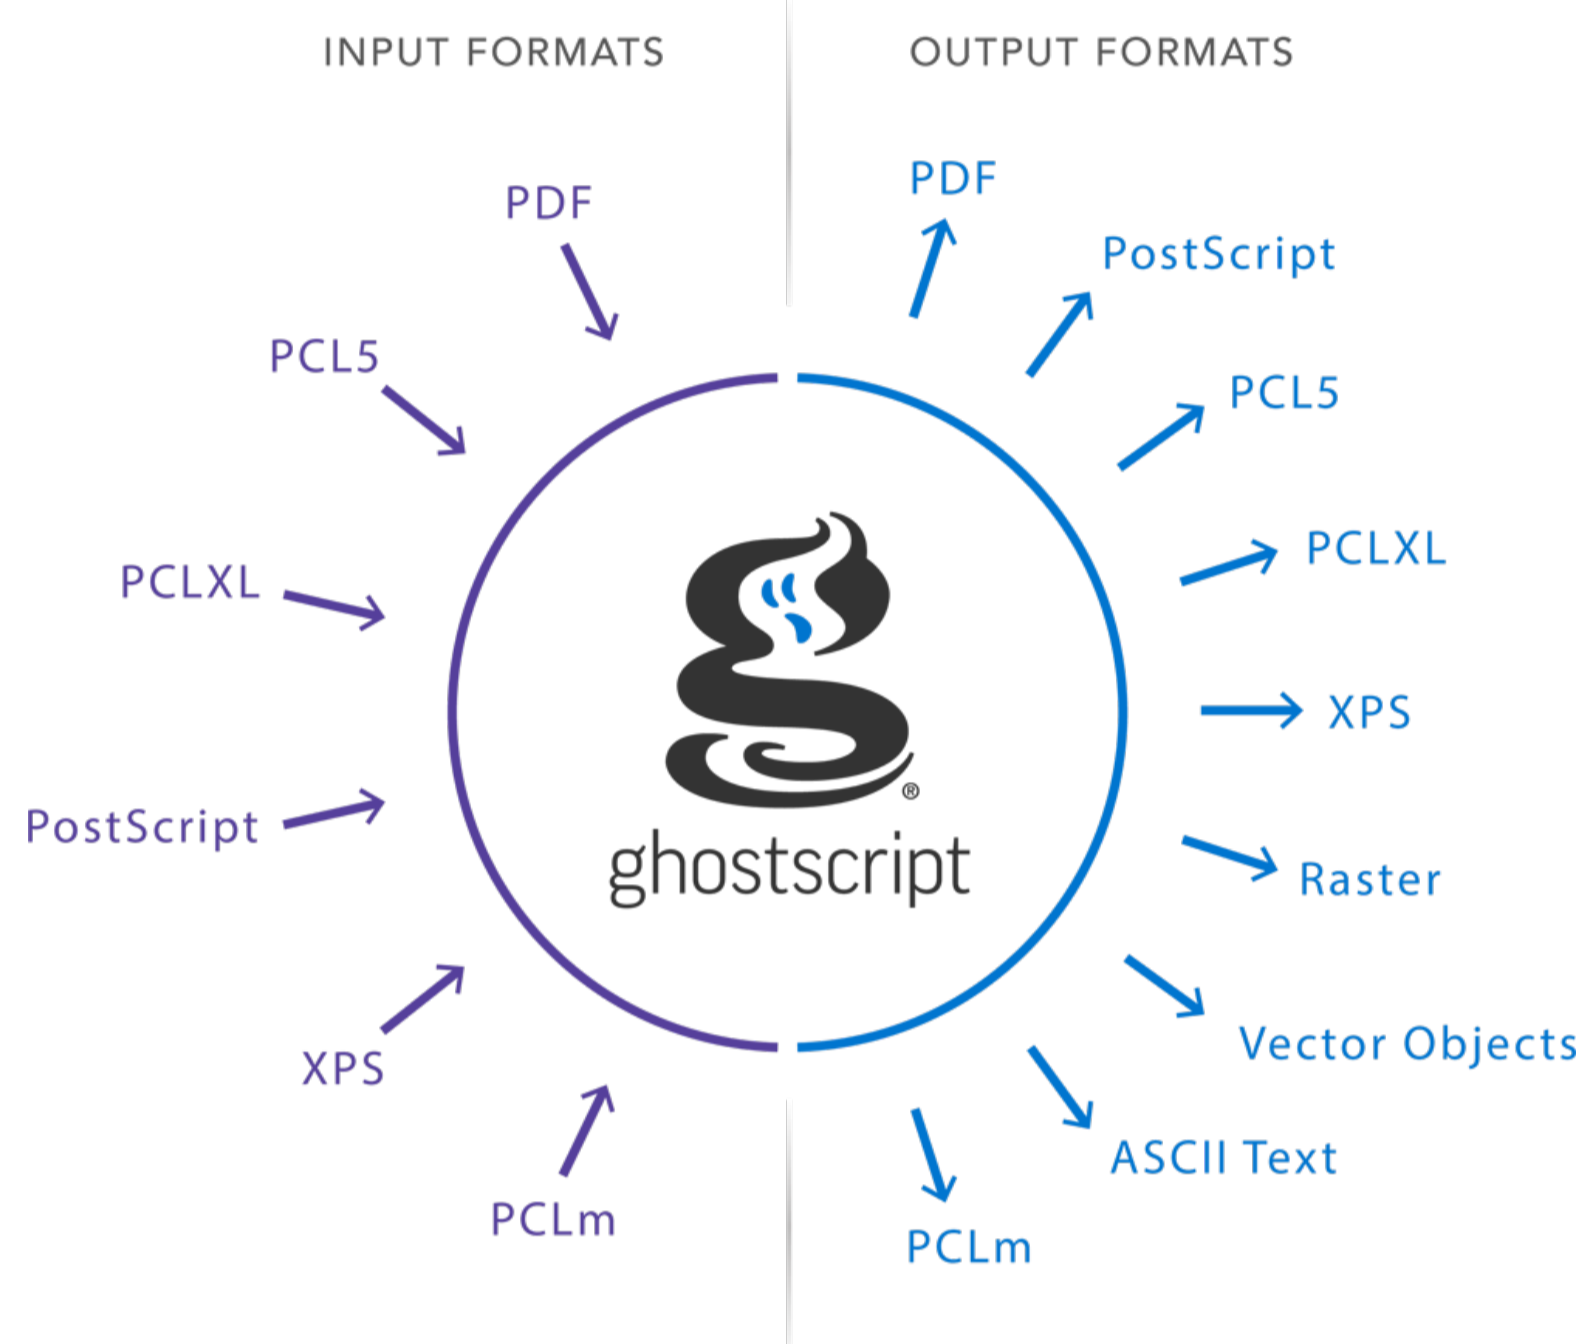 INPUT FORMATS
PDF
PCL5
PCLXL
PostScript
XPS
PCLm
ghostscript
®
OUTPUT FORMATS
PDF
PostScript
PCL5
PCLXL
XPS
Raster
Vector Objects
ASCII Text
PCLm